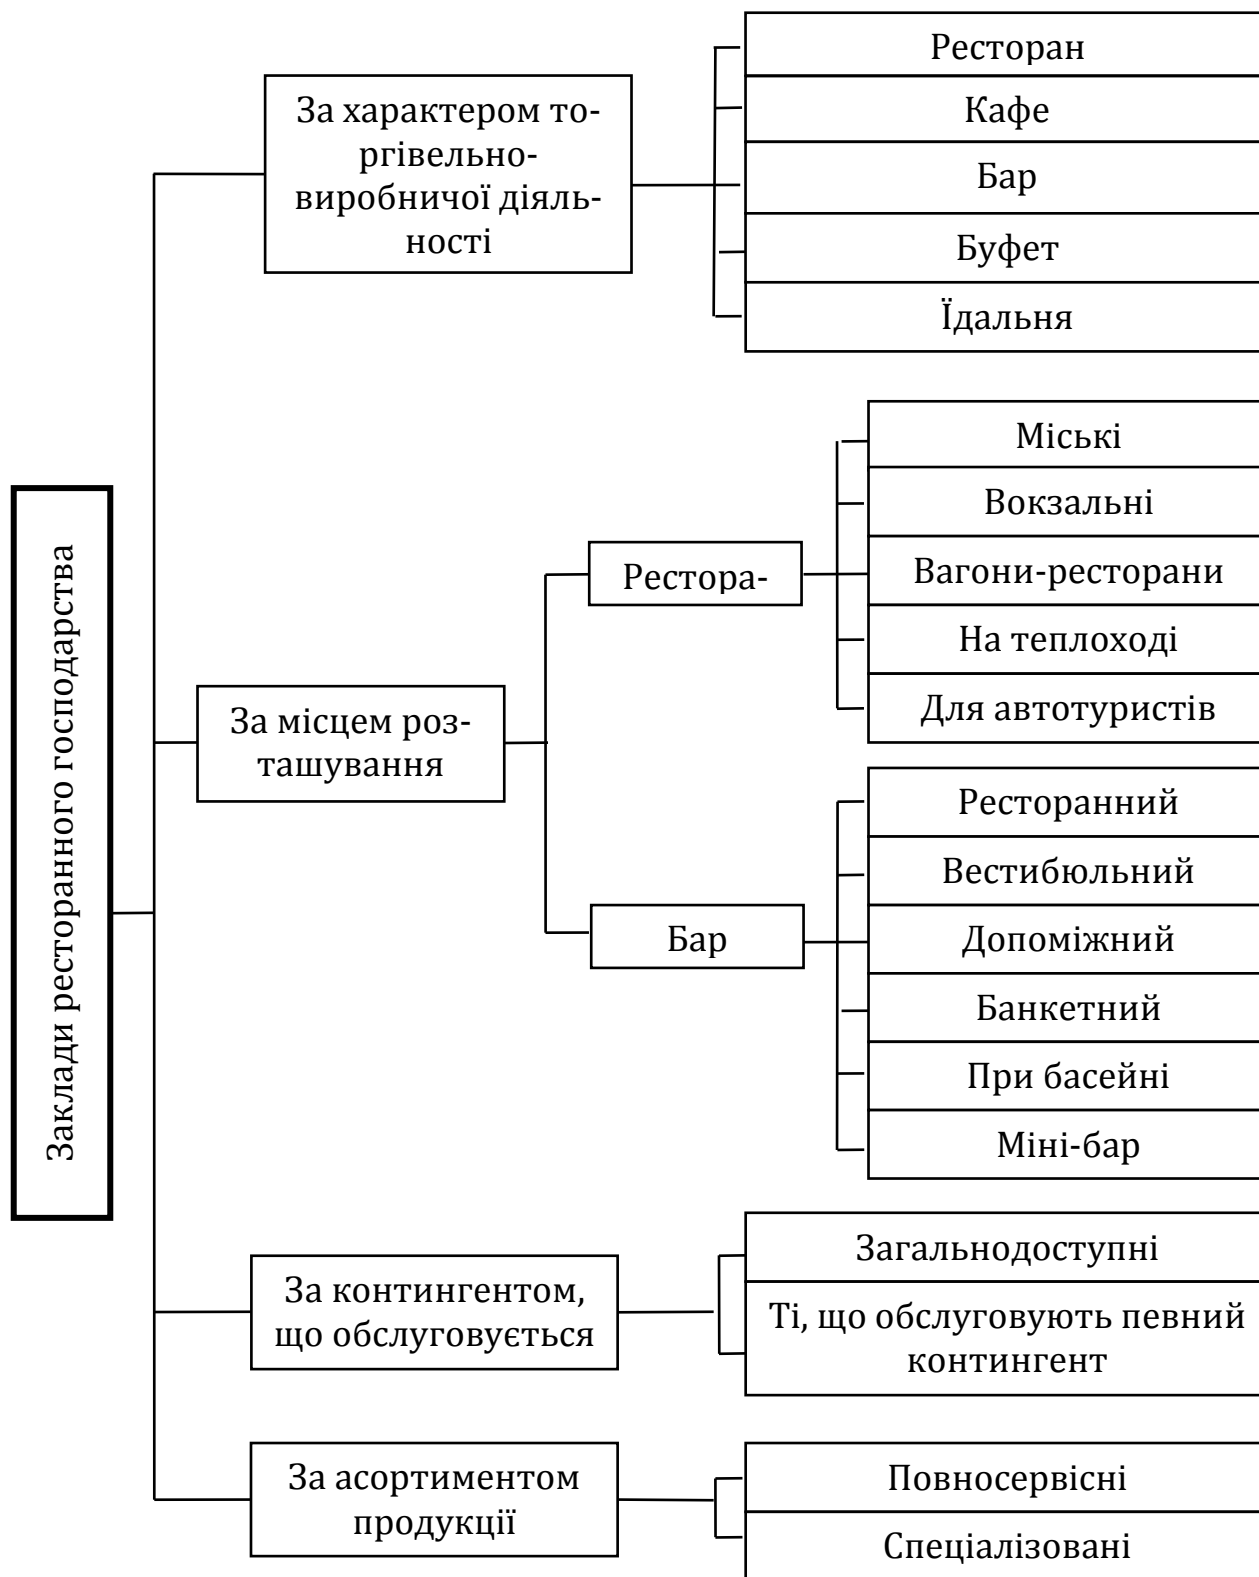 Заклади ресторанного господарства
За характером то-
ргівельно-
виробничої діяль-
ності
Ресторан
Кафе
Бар
Буфет
Їдальня
За місцем роз-
ташування
Рестора-
Міські
Вокзальні
Вагони-ресторани
На теплоході
Для автотуристів
Бар
Ресторанний
Вестибюльний
Допоміжний
Банкетний
При басейні
Міні-бар
За контингентом,
що обслуговується
Загальнодоступні
Ті, що обслуговують певний
контингент
За асортиментом
продукції
Повносервісні
Спеціалізовані